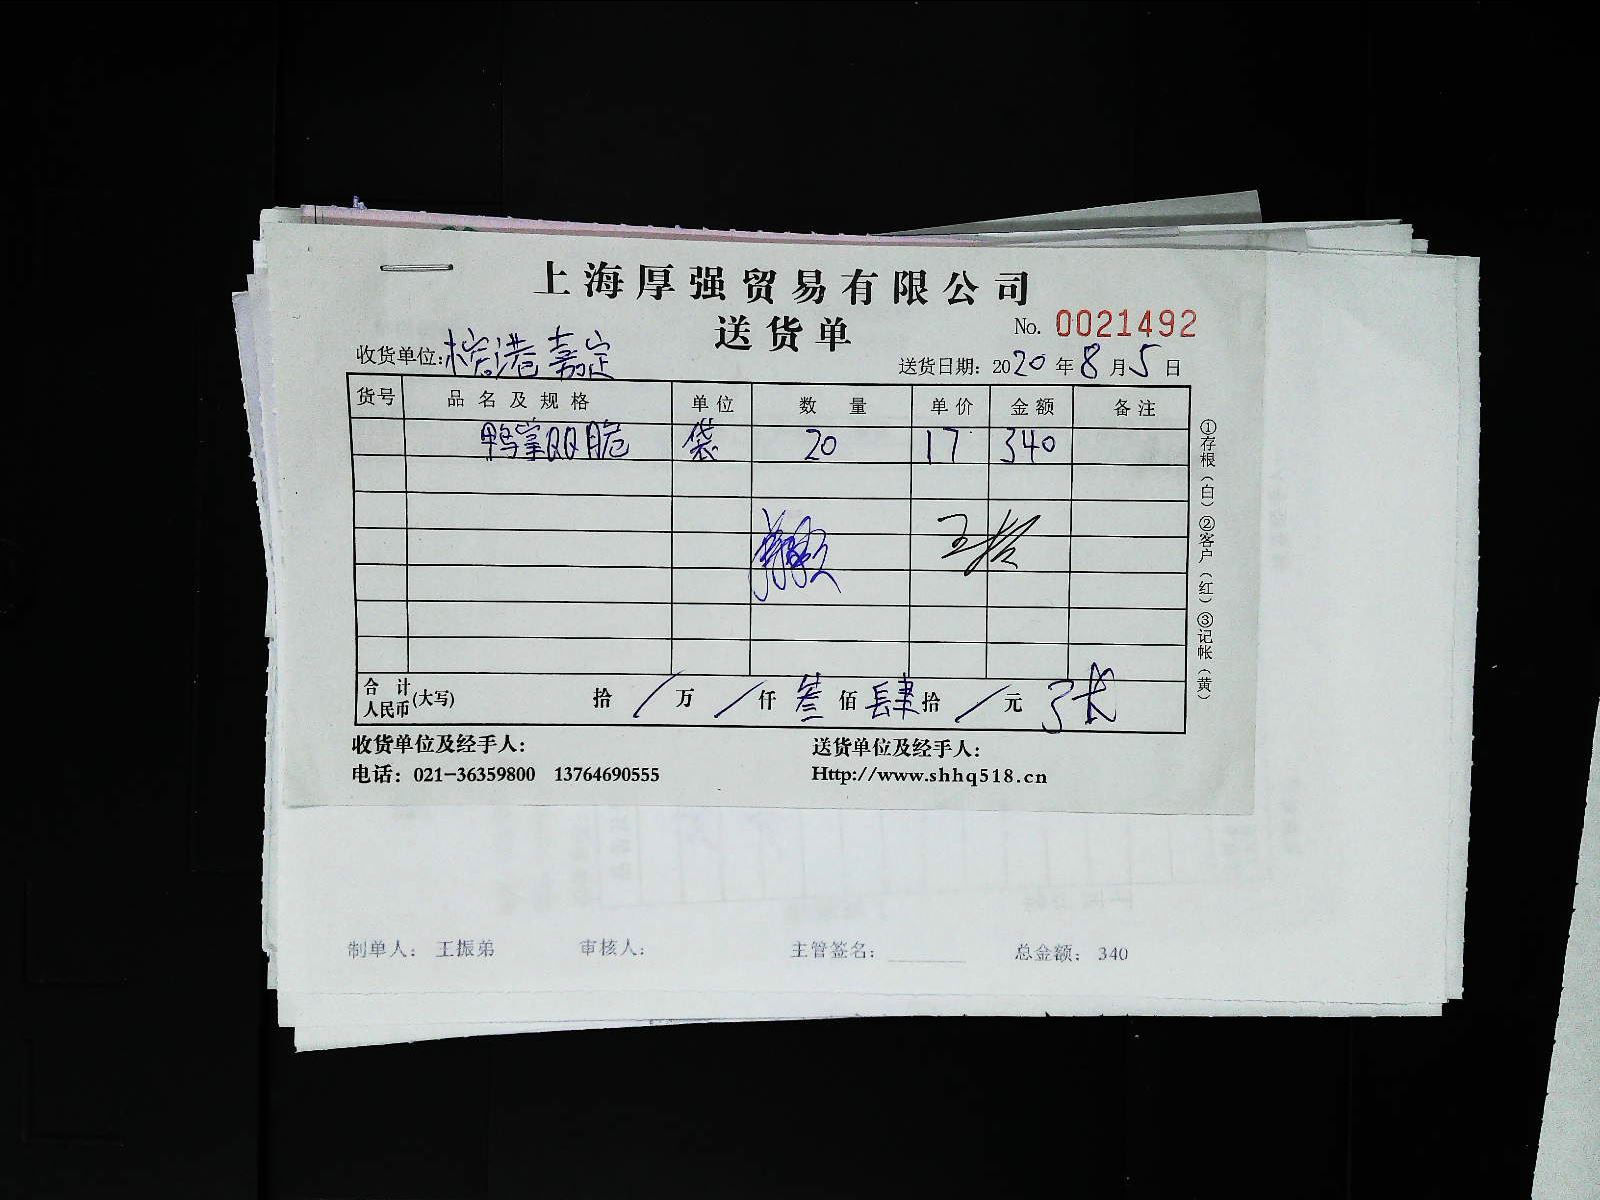 上海厚强贸易有限公司
送货单
No. 0021492
收货单位:榕港嘉定
送货日期: 2020年8月5日
货号 品名及规格 单位 数量 单价 金额 备注
鸭掌QQ脆 袋 20 17 340
合计人民币(大写) 拾/万/仟叁佰肆拾/元
收货单位及经手人:
送货单位及经手人:
电话: 021-36359800 13764690555
Http://www.shhq518.cn
①存根(白)②客户(红)③记帐(黄)
制单人: 王振弟 审核人: 主管签名: 总金额: 340